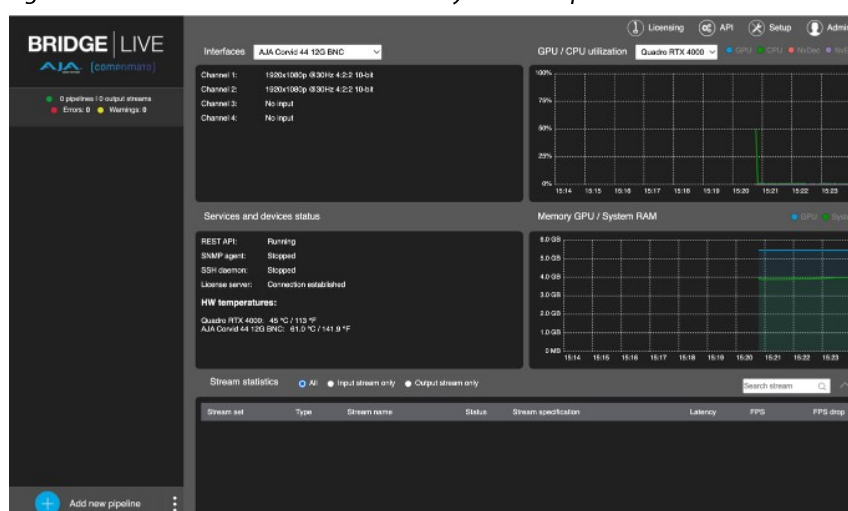 BRIDGE LIVE
AJA [comprimato]
0 pipelines | 0 output streams
Errors: 0 Warnings: 0
Add new pipeline
Licensing API Setup Admi
Interfaces AJA Corvid 44 12G BNC
Channel 1: 1920x1080p @30Hz 4:2:2 10-bit
Channel 2: 1920x1080p @30Hz 4:2:2 10-bit
Channel 3: No input
Channel 4: No input
GPU / CPU utilization Quadro RTX 4000 GPU CPU NvDec NvE
100%
75%
50%
25%
0%
15:14 15:15 15:16 15:17 15:18 15:19 15:20 15:21 15:22 15:23
Services and devices status
REST API: Running
SNMP agent: Stopped
SSH daemon: Stopped
License server: Connection established
HW temperatures:
Quadro RTX 4000: 45 °C / 113 °F
AJA Corvid 44 12G BNC: 61.0 °C / 141.9 °F
Memory GPU / System RAM GPU Syst
6.0 GB
5.0 GB
4.0 GB
3.0 GB
2.0 GB
1.0 GB
0 MB
15:14 15:15 15:16 15:17 15:18 15:19 15:20 15:21 15:22 15:23
Stream statistics All Input stream only Output stream only Search stream
Stream set Type Stream name Status Stream specification Latency FPS FPS drop